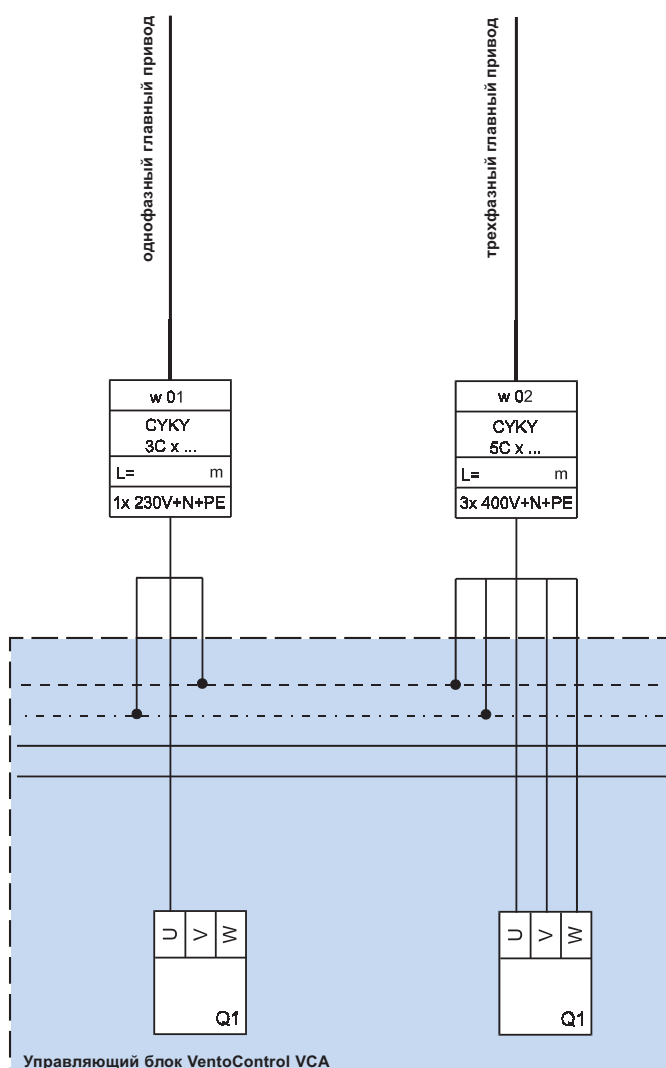 однофазный главный привод
трехфазный главный привод
w 01
CYKY
3C x ...
L= m
1x 230V+N+PE
w 02
CYKY
5C x ...
L= m
3x 400V+N+PE
U V W
Q1
U V W
Q1
Управляющий блок VentoControl VCA